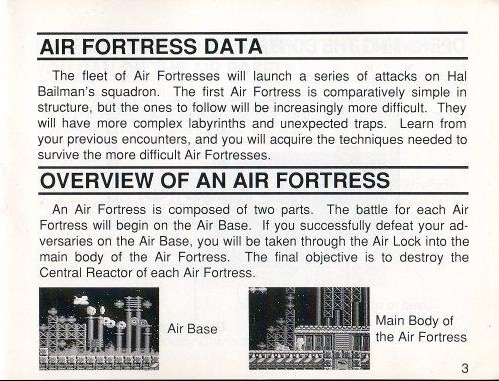 AIR FORTRESS DATA
The fleet of Air Fortresses will launch a series of attacks on Hal
Bailman's squadron. The first Air Fortress is comparatively simple in
structure, but the ones to follow will be increasingly more difficult. They
will have more complex labyrinths and unexpected traps. Learn from
your previous encounters, and you will acquire the techniques needed to
survive the more difficult Air Fortresses.
OVERVIEW OF AN AIR FORTRESS
An Air Fortress is composed of two parts. The battle for each Air
Fortress will begin on the Air Base. If you successfully defeat your ad-
versaries on the Air Base, you will be taken through the Air Lock into the
main body of the Air Fortress. The final objective is to destroy the
Central Reactor of each Air Fortress.
Air Base
Main Body of
the Air Fortress
3